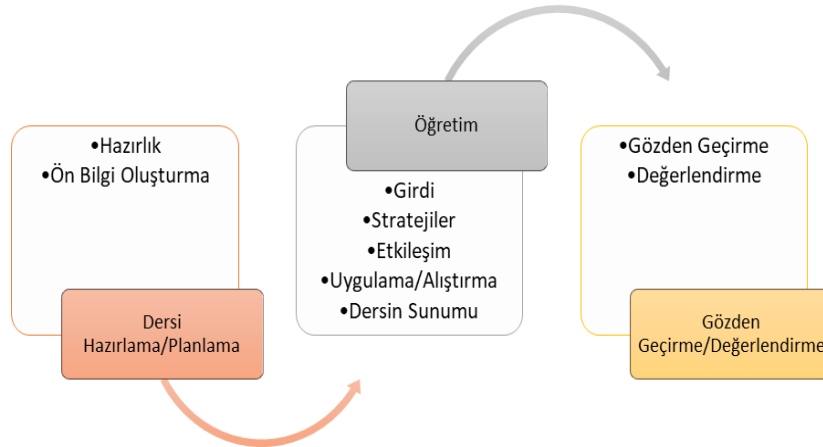 •Hazırlık
•Ön Bilgi Oluşturma
Dersi
Hazırlama/Planlama
Öğretim
•Girdi
•Stratejiler
•Etkileşim
•Uygulama/Alıştırma
•Dersin Sunumu
•Gözden Geçirme
•Değerlendirme
Gözden
Geçirme/Değerlendirme